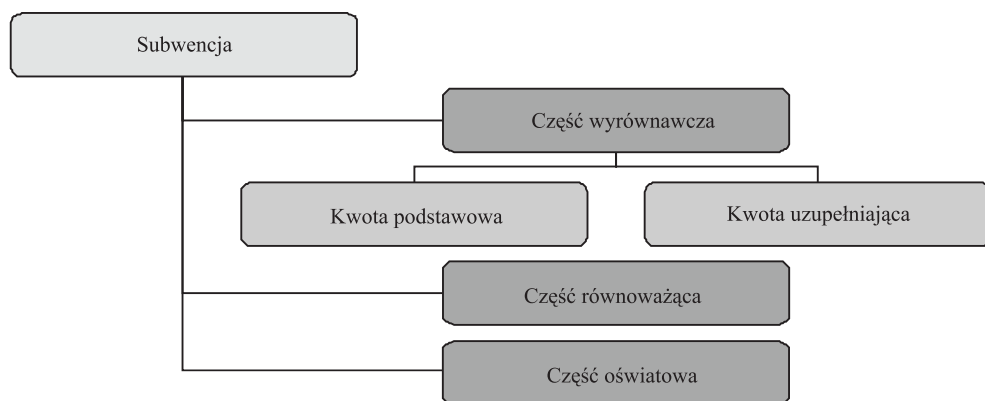 Subwencja
Część wyrównawcza
Kwota podstawowa
Kwota uzupełniająca
Część równoważąca
Część oświatowa